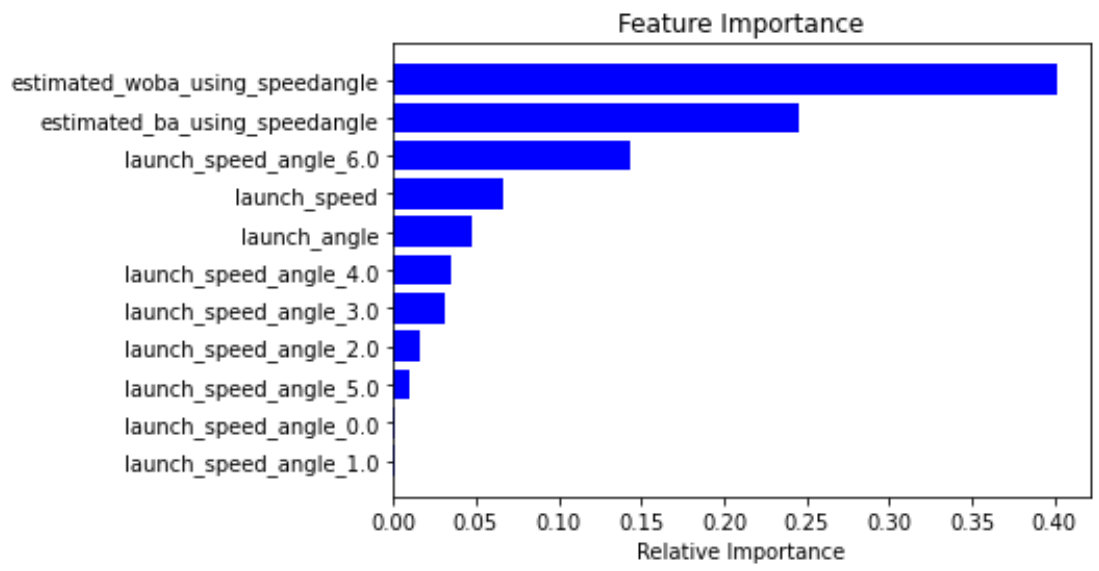 Feature Importance
estimated_woba_using_speedangle
estimated_ba_using_speedangle
launch_speed_angle_6.0
launch_speed
launch_angle
launch_speed_angle_4.0
launch_speed_angle_3.0
launch_speed_angle_2.0
launch_speed_angle_5.0
launch_speed_angle_0.0
launch_speed_angle_1.0
0.00 0.05 0.10 0.15 0.20 0.25 0.30 0.35 0.40
Relative Importance